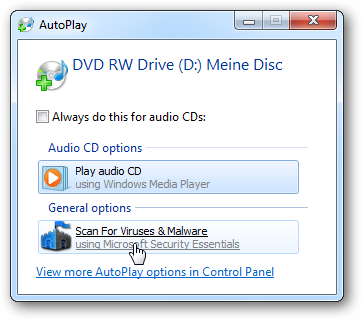 AutoPlay
DVD RW Drive (D:) Meine Disc
Always do this for audio CDs:
Audio CD options
Play audio CD
using Windows Media Player
General options
Scan For Viruses & Malware
using Microsoft Security Essentials
View more AutoPlay options in Control Panel